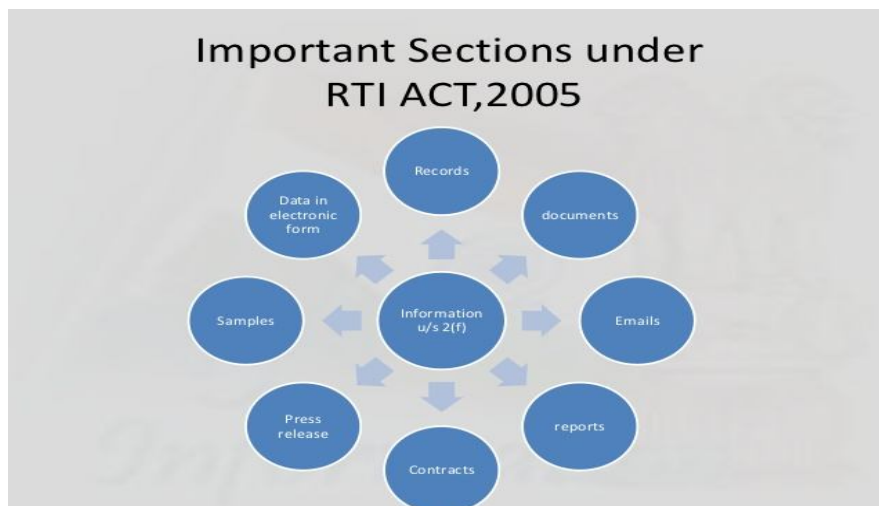 Important Sections under
RTI ACT,2005
Records
documents
Emails
reports
Contracts
Press
release
Samples
Data in
electronic
form
Information
u/s 2(f)